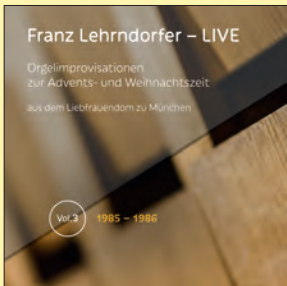 Franz Lehrndorfer – LIVE
Orgelimprovisationen
zur Advents- und Weihnachtszeit
aus dem Liebfrauendom zu München
Vol.3 1985 – 1986